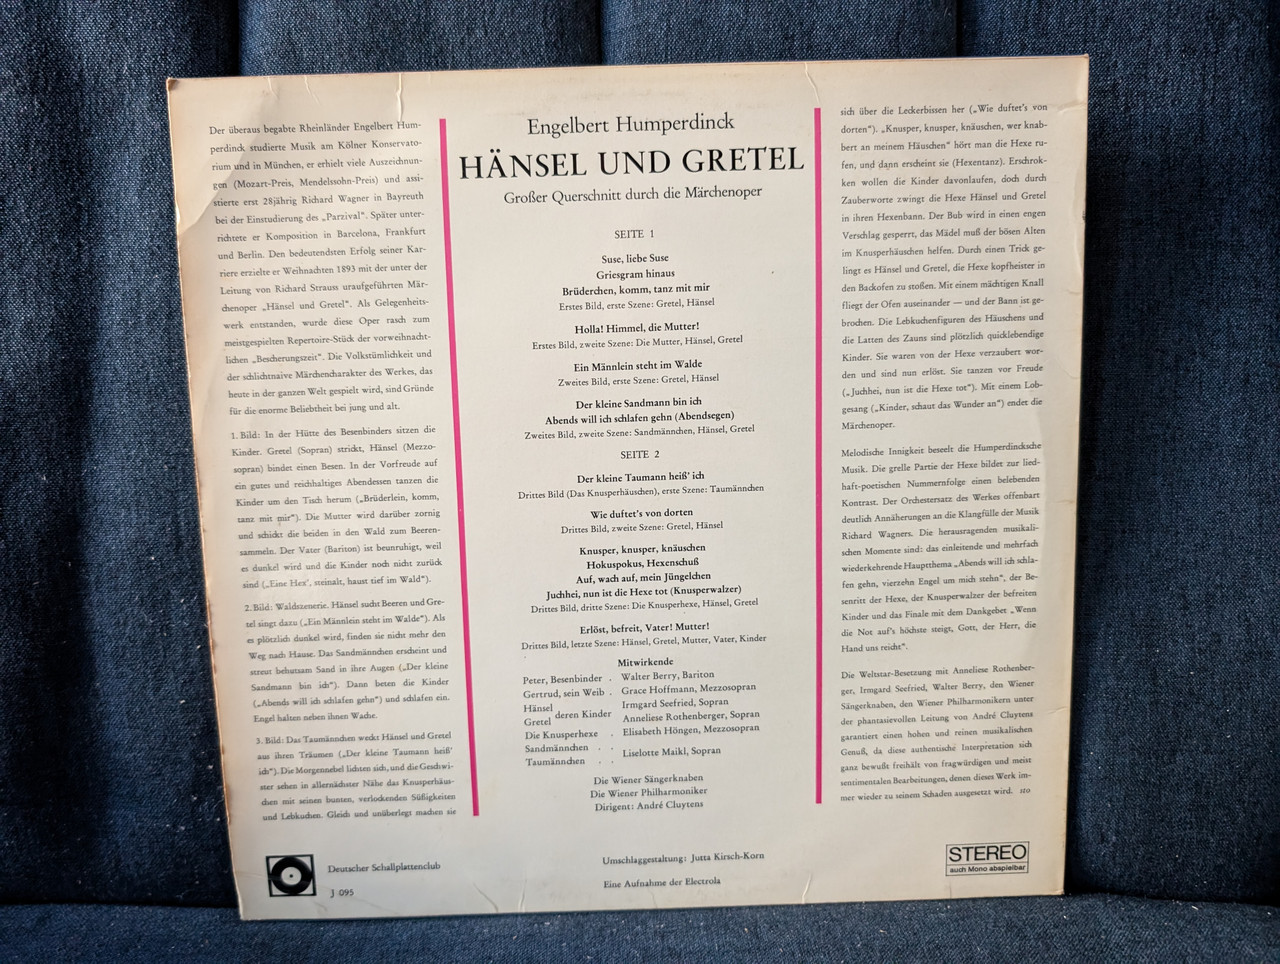 Der überaus begabte Rheinländer Engelbert Hum-
perdinck studierte Musik am Kölner Konservato-
rium und in München, er erhielt viele Auszeichnun-
gen (Mozart-Preis, Mendelssohn-Preis) und assi-
stierte erst 28jährig Richard Wagner in Bayreuth
bei der Einstudierung des „Parzival“. Später unter-
richtete er Komposition in Barcelona, Frankfurt
und Berlin. Den bedeutendsten Erfolg seiner Kar-
riere erzielte er Weihnachten 1893 mit der unter der
Leitung von Richard Strauss uraufgeführten Mär-
chenoper „Hänsel und Gretel“. Als Gelegenheits-
werk entstanden, wurde diese Oper rasch zum
meistgespielten Repertoire-Stück der vorweihnacht-
lichen „Bescherungszeit“. Die Volkstümlichkeit und
der schlichtnaive Märchencharakter des Werkes, das
heute in der ganzen Welt gespielt wird, sind Gründe
für die enorme Beliebtheit bei jung und alt.
1. Bild: In der Hütte des Besenbinders sitzen die
Kinder. Gretel (Sopran) strickt, Hänsel (Mezzo-
sopran) bindet einen Besen. In der Vorfreude auf
ein gutes und reichhaltiges Abendessen tanzen die
Kinder um den Tisch herum („Brüderlein, komm,
tanz mit mir“). Die Mutter wird darüber zornig
und schickt die beiden in den Wald zum Beeren-
sammeln. Der Vater (Bariton) ist beunruhigt, weil
es dunkel wird und die Kinder noch nicht zurück
sind („Eine Hex', steinalt, haust tief im Wald“).
2. Bild: Waldszenerie. Hänsel sucht Beeren und Gre-
tel singt dazu („Ein Männlein steht im Walde“). Als
es plötzlich dunkel wird, finden sie nicht mehr den
Weg nach Hause. Das Sandmännchen erscheint und
streut behutsam Sand in ihre Augen („Der kleine
Sandmann bin ich“). Dann beten die Kinder
(„Abends will ich schlafen gehn“) und schlafen ein.
Engel halten neben ihnen Wache.
3. Bild: Das Taumännchen weckt Hänsel und Gretel
aus ihren Träumen („Der kleine Taumann heiß'
ich“). Die Morgennebel lichten sich, und die Geschwi-
ster sehen in allernächster Nähe das Knusperhäus-
chen mit seinen bunten, verlockenden Süßigkeiten
und Lebkuchen. Gleich und unüberlegt machen sie
Deutscher Schallplattenclub
J 095
Engelbert Humperdinck
HÄNSEL UND GRETEL
Großer Querschnitt durch die Märchenoper
SEITE 1
Suse, liebe Suse
Griesgram hinaus
Brüderchen, komm, tanz mit mir
Erstes Bild, erste Szene: Gretel, Hänsel
Holla! Himmel, die Mutter!
Erstes Bild, zweite Szene: Die Mutter, Hänsel, Gretel
Ein Männlein steht im Walde
Zweites Bild, erste Szene: Gretel, Hänsel
Der kleine Sandmann bin ich
Abends will ich schlafen gehn (Abendsegen)
Zweites Bild, zweite Szene: Sandmännchen, Hänsel, Gretel
SEITE 2
Der kleine Taumann heiß' ich
Drittes Bild (Das Knusperhäuschen), erste Szene: Taumännchen
Wie duftet's von dorten
Drittes Bild, zweite Szene: Gretel, Hänsel
Knusper, knusper, knäuschen
Hokuspokus, Hexenschuß
Auf, wach auf, mein Jüngelchen
Juchhei, nun ist die Hexe tot (Knusperwalzer)
Drittes Bild, dritte Szene: Die Knusperhexe, Hänsel, Gretel
Erlöst, befreit, Vater! Mutter!
Drittes Bild, letzte Szene: Hänsel, Gretel, Mutter, Vater, Kinder
Mitwirkende
Peter, Besenbinder . Walter Berry, Bariton
Gertrud, sein Weib . Grace Hoffmann, Mezzosopran
Hänsel Irmgard Seefried, Sopran
deren Kinder
Gretel Anneliese Rothenberger, Sopran
Die Knusperhexe . Elisabeth Höngen, Mezzosopran
Sandmännchen . .
Liselotte Maikl, Sopran
Taumännchen . .
Die Wiener Sängerknaben
Die Wiener Philharmoniker
Dirigent: André Cluytens
Umschlaggestaltung: Jutta Kirsch-Korn
Eine Aufnahme der Electrola
sich über die Leckerbissen her („Wie duftet's von
dorten“). „Knusper, knusper, knäuschen, wer knab-
bert an meinem Häuschen“ hört man die Hexe ru-
fen, und dann erscheint sie (Hexentanz). Erschrok-
ken wollen die Kinder davonlaufen, doch durch
Zauberworte zwingt die Hexe Hänsel und Gretel
in ihren Hexenbann. Der Bub wird in einen engen
Verschlag gesperrt, das Mädel muß der bösen Alten
im Knusperhäuschen helfen. Durch einen Trick ge-
lingt es Hänsel und Gretel, die Hexe kopfheister in
den Backofen zu stoßen. Mit einem mächtigen Knall
fliegt der Ofen auseinander — und der Bann ist ge-
brochen. Die Lebkuchenfiguren des Häuschens und
die Latten des Zauns sind plötzlich quicklebendige
Kinder. Sie waren von der Hexe verzaubert wor-
den und sind nun erlöst. Sie tanzen vor Freude
(„Juchhei, nun ist die Hexe tot“). Mit einem Lob-
gesang („Kinder, schaut das Wunder an“) endet die
Märchenoper.
Melodische Innigkeit beseelt die Humperdincksche
Musik. Die grelle Partie der Hexe bildet zur lied-
haft-poetischen Nummernfolge einen belebenden
Kontrast. Der Orchestersatz des Werkes offenbart
deutlich Annäherungen an die Klangfülle der Musik
Richard Wagners. Die herausragenden musikali-
schen Momente sind: das einleitende und mehrfach
wiederkehrende Hauptthema „Abends will ich schla-
fen gehn, vierzehn Engel um mich stehn“, der Be-
senritt der Hexe, der Knusperwalzer der befreiten
Kinder und das Finale mit dem Dankgebet „Wenn
die Not auf's höchste steigt, Gott, der Herr, die
Hand uns reicht“.
Die Weltstar-Besetzung mit Anneliese Rothenber-
ger, Irmgard Seefried, Walter Berry, den Wiener
Sängerknaben, den Wiener Philharmonikern unter
der phantasievollen Leitung von André Cluytens
garantiert einen hohen und reinen musikalischen
Genuß, da diese authentische Interpretation sich
ganz bewußt freihält von fragwürdigen und meist
sentimentalen Bearbeitungen, denen dieses Werk im-
mer wieder zu seinem Schaden ausgesetzt wird. sto
STEREO
auch Mono abspielbar